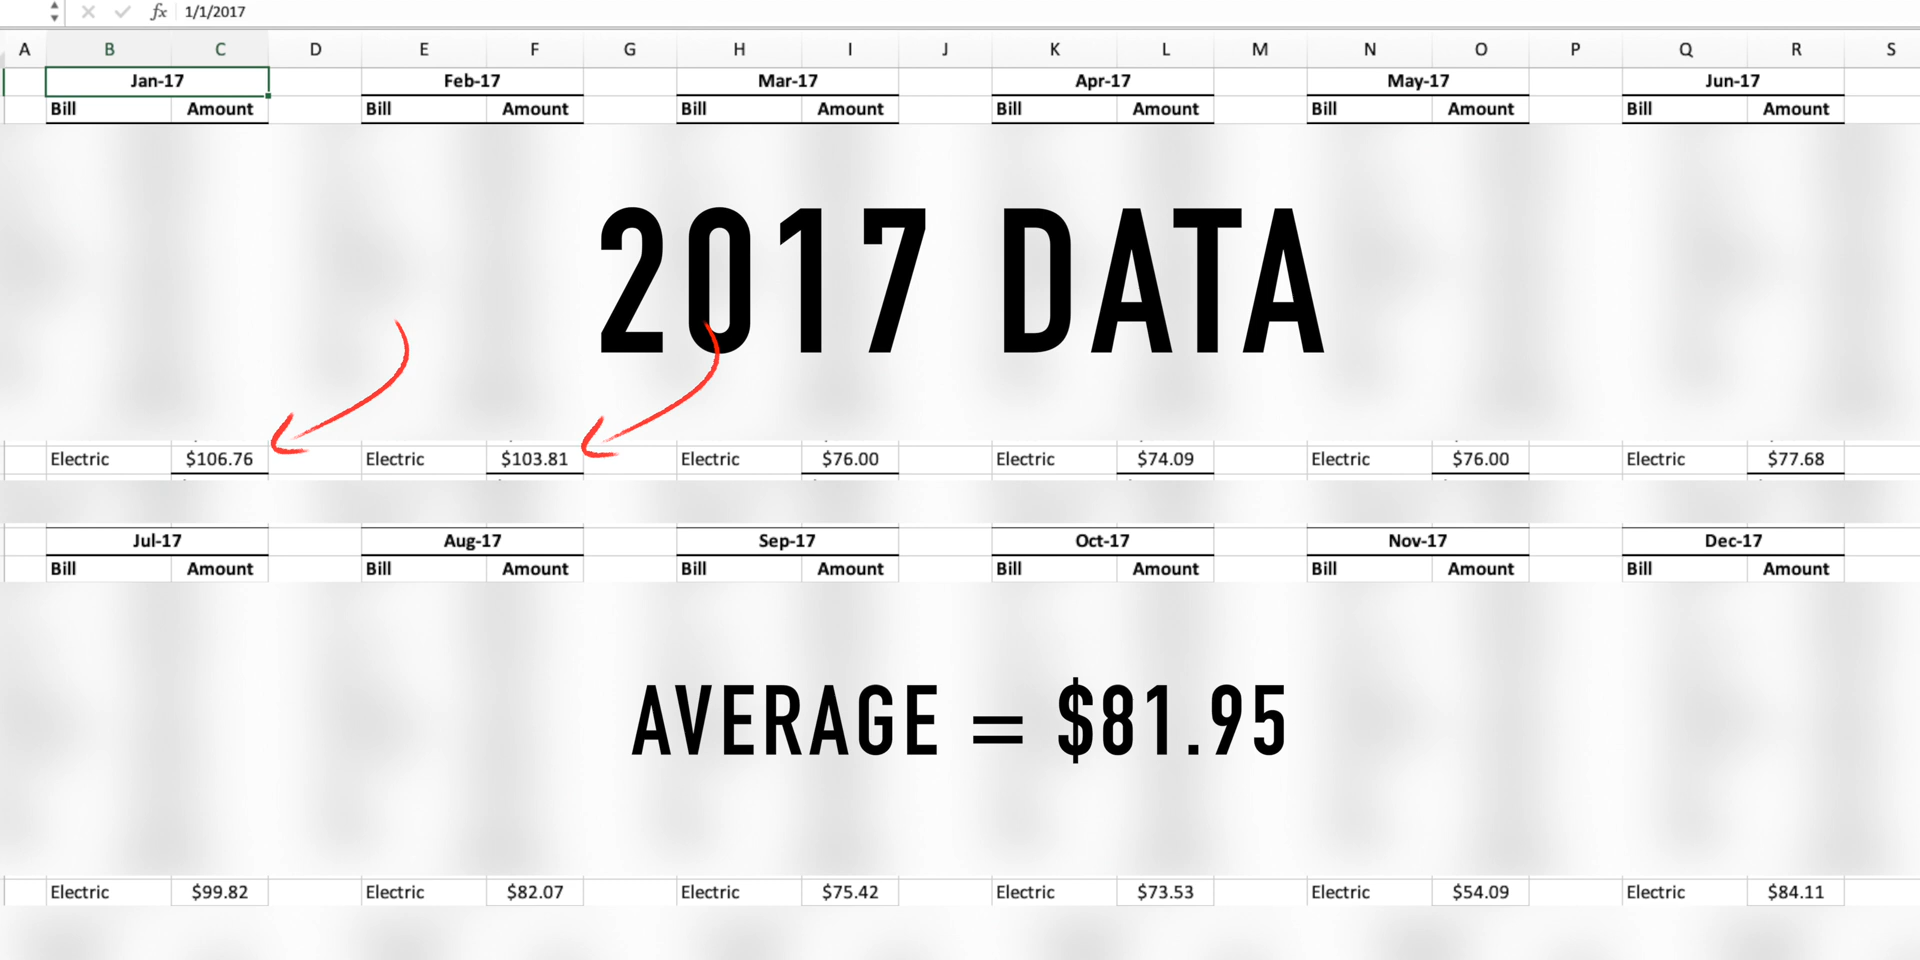 fx 1/1/2017
A B C D E F G H I J K L M N O P Q R S
Jan-17 Feb-17 Mar-17 Apr-17 May-17 Jun-17
Bill Amount Bill Amount Bill Amount Bill Amount Bill Amount Bill Amount
2017 DATA
Electric $106.76 Electric $103.81 Electric $76.00 Electric $74.09 Electric $76.00 Electric $77.68
Jul-17 Aug-17 Sep-17 Oct-17 Nov-17 Dec-17
Bill Amount Bill Amount Bill Amount Bill Amount Bill Amount Bill Amount
AVERAGE = $81.95
Electric $99.82 Electric $82.07 Electric $75.42 Electric $73.53 Electric $54.09 Electric $84.11